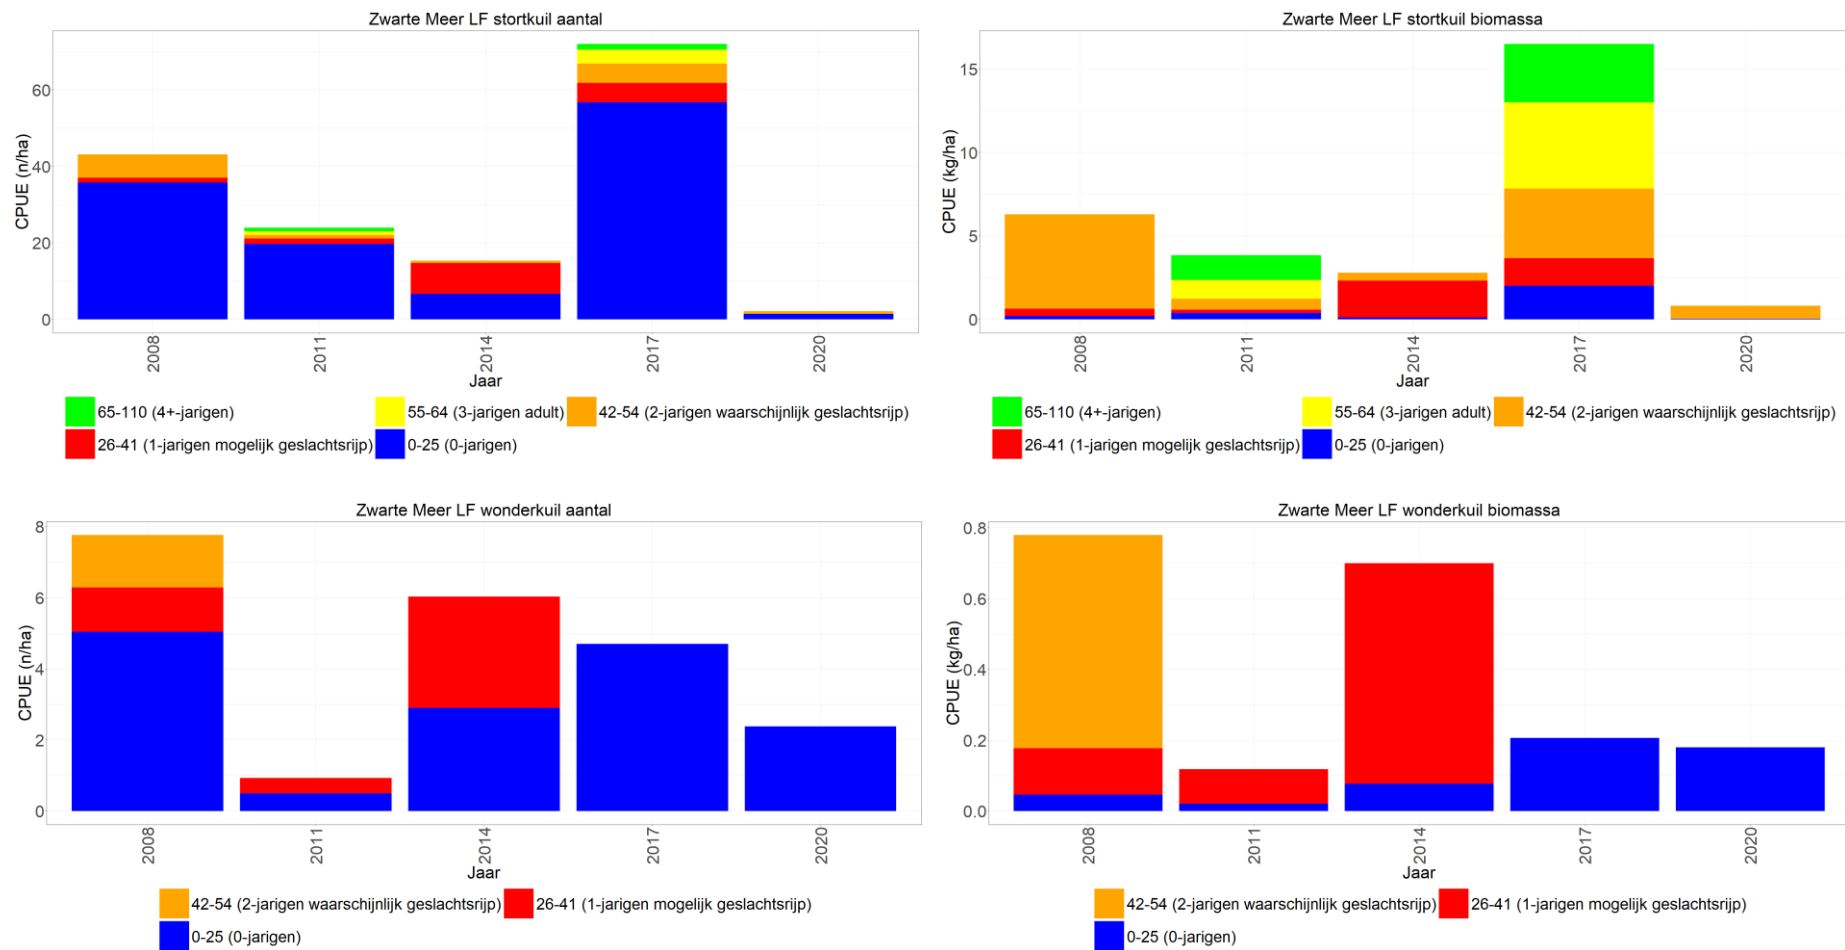 Zwarte Meer LF stortkuil aantal
CPUE (n/ha)
60
40
20
0
2008
2011
2014
2017
2020
Jaar
65-110 (4+-jarigen)
55-64 (3-jarigen adult)
42-54 (2-jarigen waarschijnlijk geslachtsrijp)
26-41 (1-jarigen mogelijk geslachtsrijp)
0-25 (0-jarigen)
Zwarte Meer LF stortkuil biomassa
CPUE (kg/ha)
15
10
5
0
2008
2011
2014
2017
2020
Jaar
65-110 (4+-jarigen)
55-64 (3-jarigen adult)
42-54 (2-jarigen waarschijnlijk geslachtsrijp)
26-41 (1-jarigen mogelijk geslachtsrijp)
0-25 (0-jarigen)
Zwarte Meer LF wonderkuil aantal
CPUE (n/ha)
8
6
4
2
0
2008
2011
2014
2017
2020
Jaar
42-54 (2-jarigen waarschijnlijk geslachtsrijp)
26-41 (1-jarigen mogelijk geslachtsrijp)
0-25 (0-jarigen)
Zwarte Meer LF wonderkuil biomassa
CPUE (kg/ha)
0.8
0.6
0.4
0.2
0.0
2008
2011
2014
2017
2020
Jaar
42-54 (2-jarigen waarschijnlijk geslachtsrijp)
26-41 (1-jarigen mogelijk geslachtsrijp)
0-25 (0-jarigen)